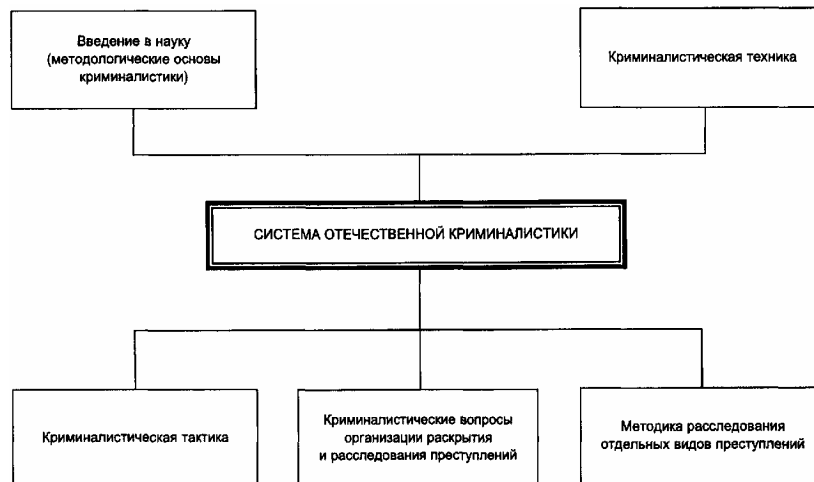 Введение в науку
(методологические основы
криминалистики)
Криминалистическая техника
СИСТЕМА ОТЕЧЕСТВЕННОЙ КРИМИНАЛИСТИКИ
Криминалистическая тактика
Криминалистические вопросы
организации раскрытия
и расследования преступлений
Методика расследования
отдельных видов преступлений